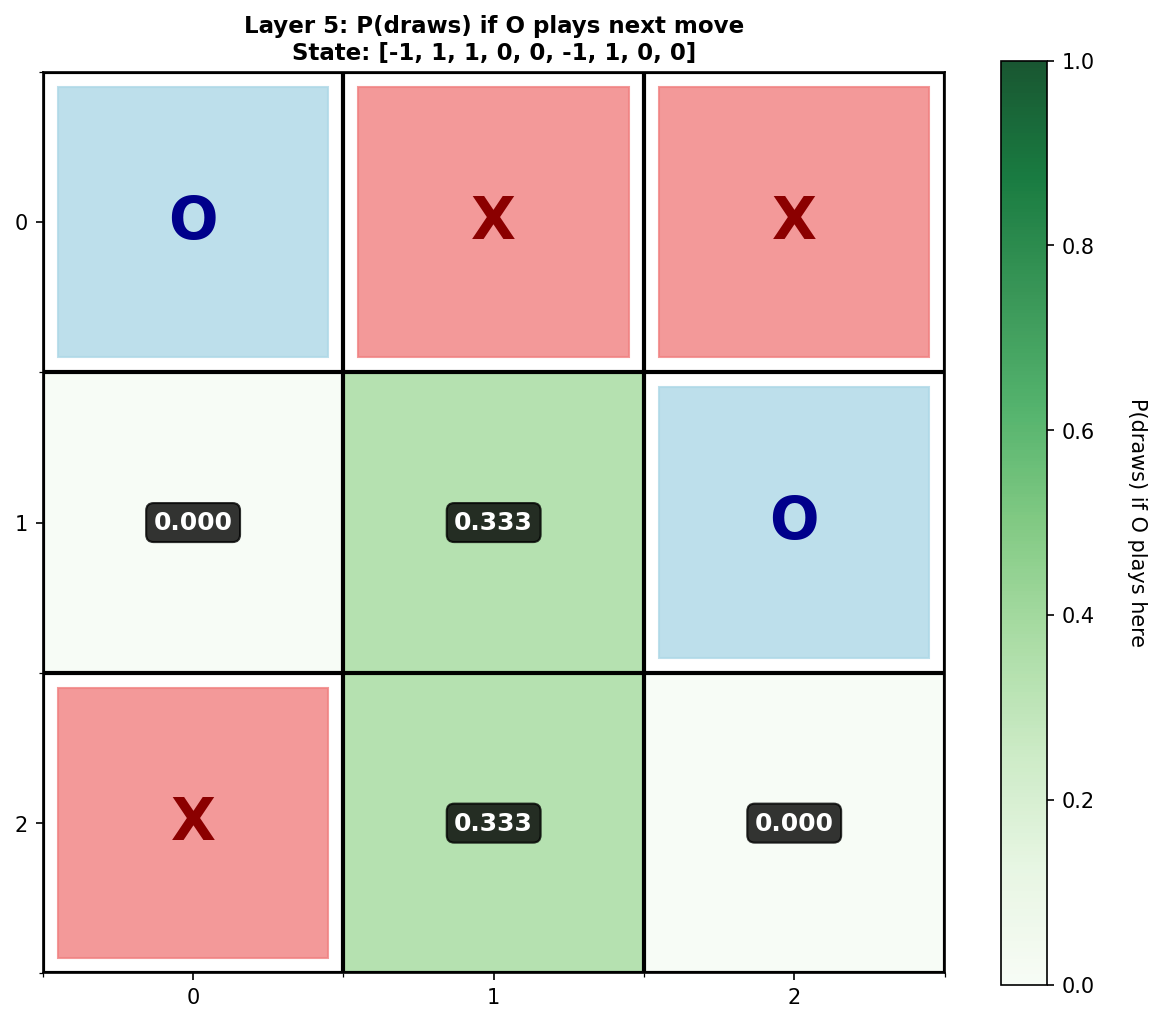 Layer 5: P(draws) if O plays next move
State: [-1, 1, 1, 0, 0, -1, 1, 0, 0]
1.0
0.8
0.6
0.4
0.2
0.0
P(draws) if O plays here
0
O
X
X
1
0.000
0.333
O
2
X
0.333
0.000
0
1
2